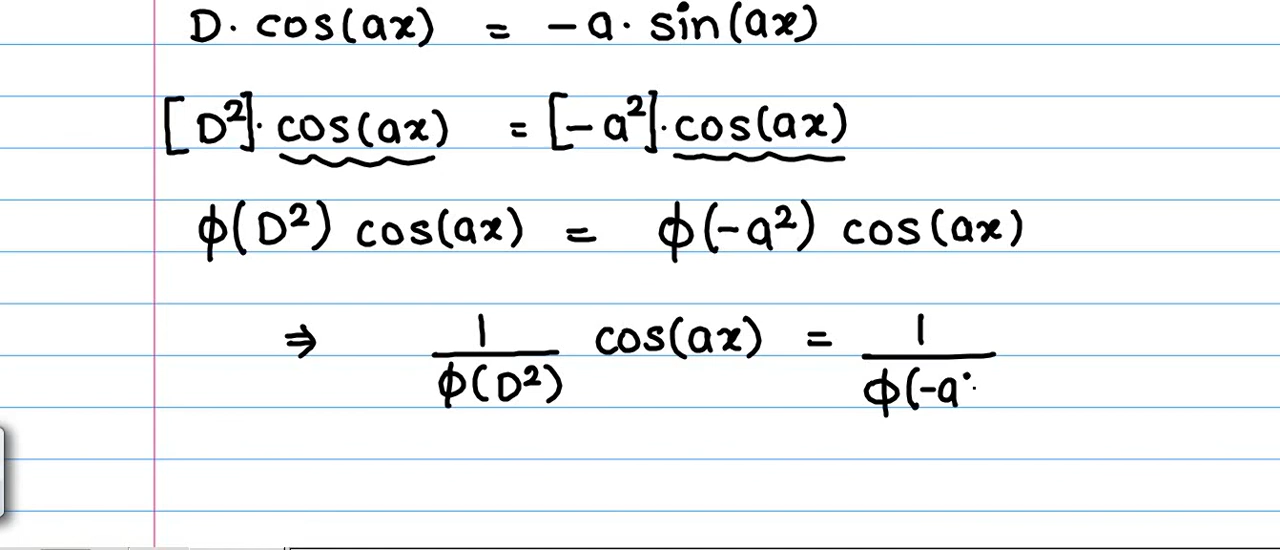 D· cos(ax) = -a· sin(ax)
[D²]· cos(ax) = [-a²]· cos(ax)
ϕ(D²) cos(ax) = ϕ(-a²) cos(ax)
⇒ 1/ϕ(D²) cos(ax) = 1/ϕ(-a